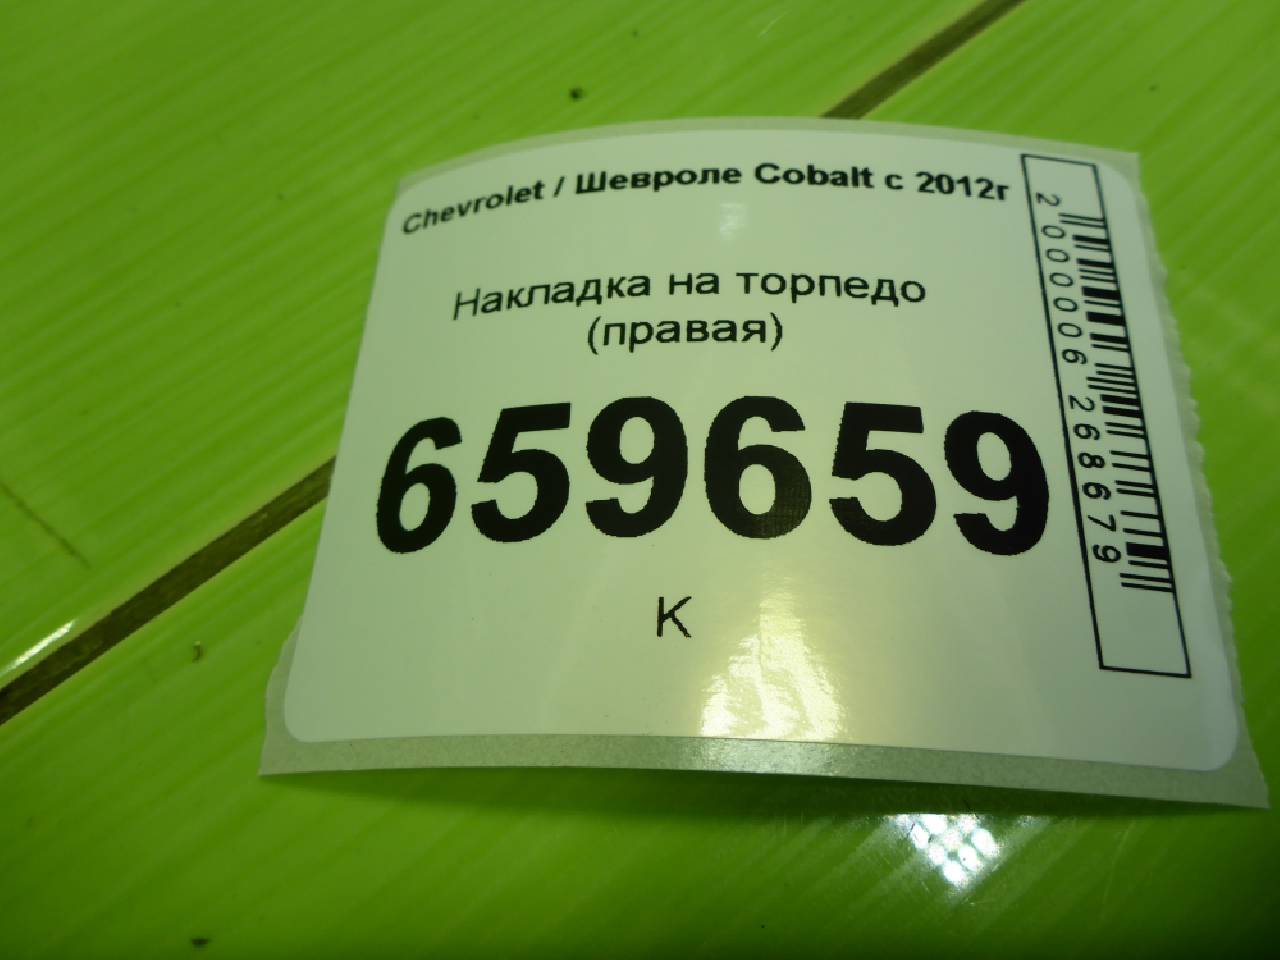 Chevrolet / Шевроле Cobalt с 2012г
Накладка на торпедо
(правая)
659659
К
2000006268679